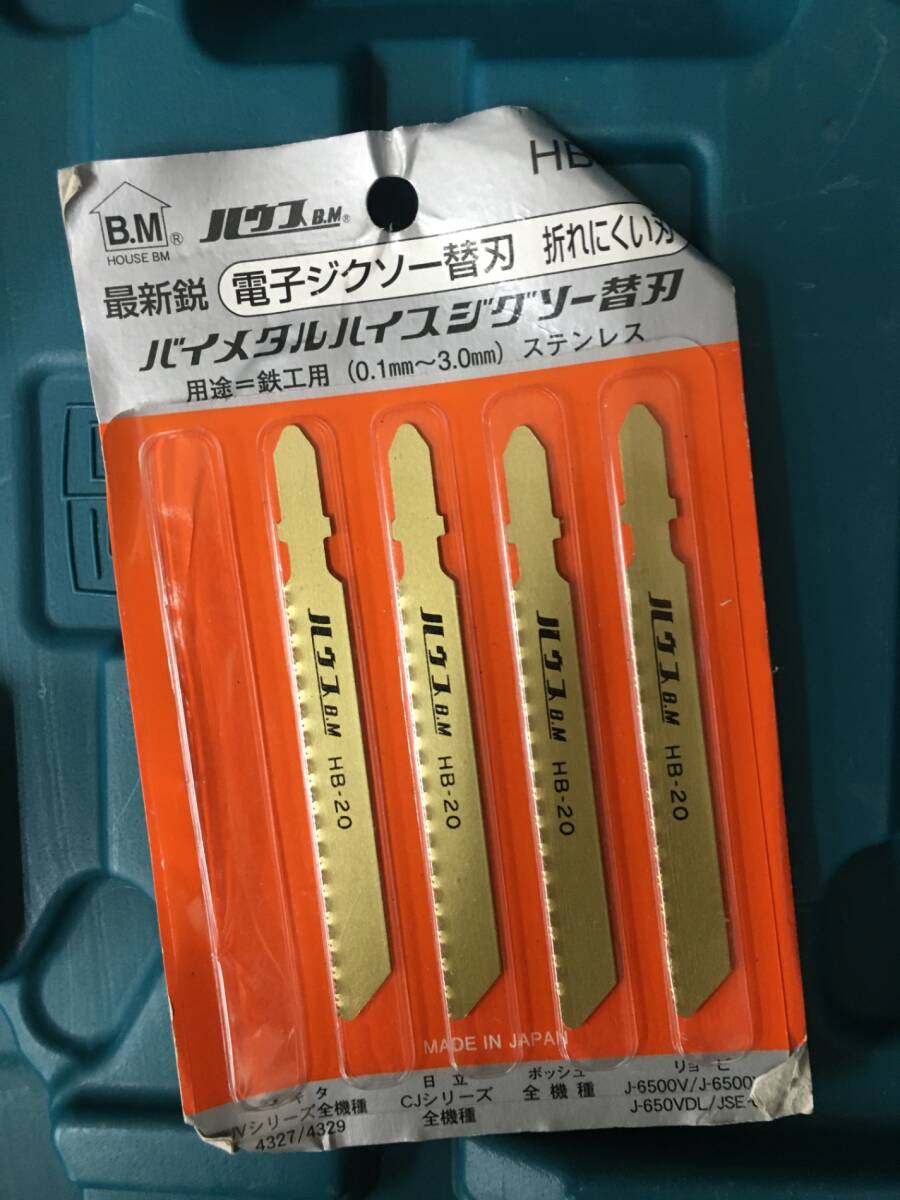 HB
B.M®
HOUSE BM
ハウスB.M®
最新鋭 電子ジクソー替刃 折れにくい刃
バイメタルハイスジグソー替刃
用途=鉄工用 (0.1mm～3.0mm) ステンレス
ハウスB.M HB-20
ハウスB.M HB-20
ハウスB.M HB-20
ハウスB.M HB-20
MADE IN JAPAN
キタ
Vシリーズ全機種
4327/4329
日立
CJシリーズ
全機種
ボッシュ
全機種
リョービ
J-6500V/J-6500
J-650VDL/JSE-